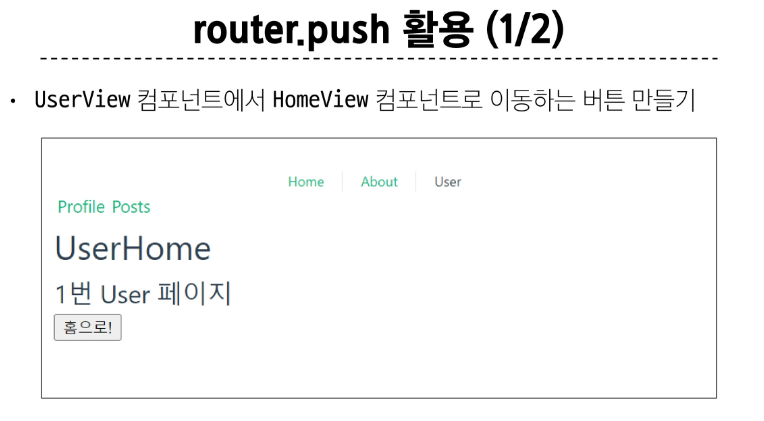 router.push 활용 (1/2)
• UserView 컴포넌트에서 HomeView 컴포넌트로 이동하는 버튼 만들기
Home About User
Profile Posts
UserHome
1번 User 페이지
홈으로!